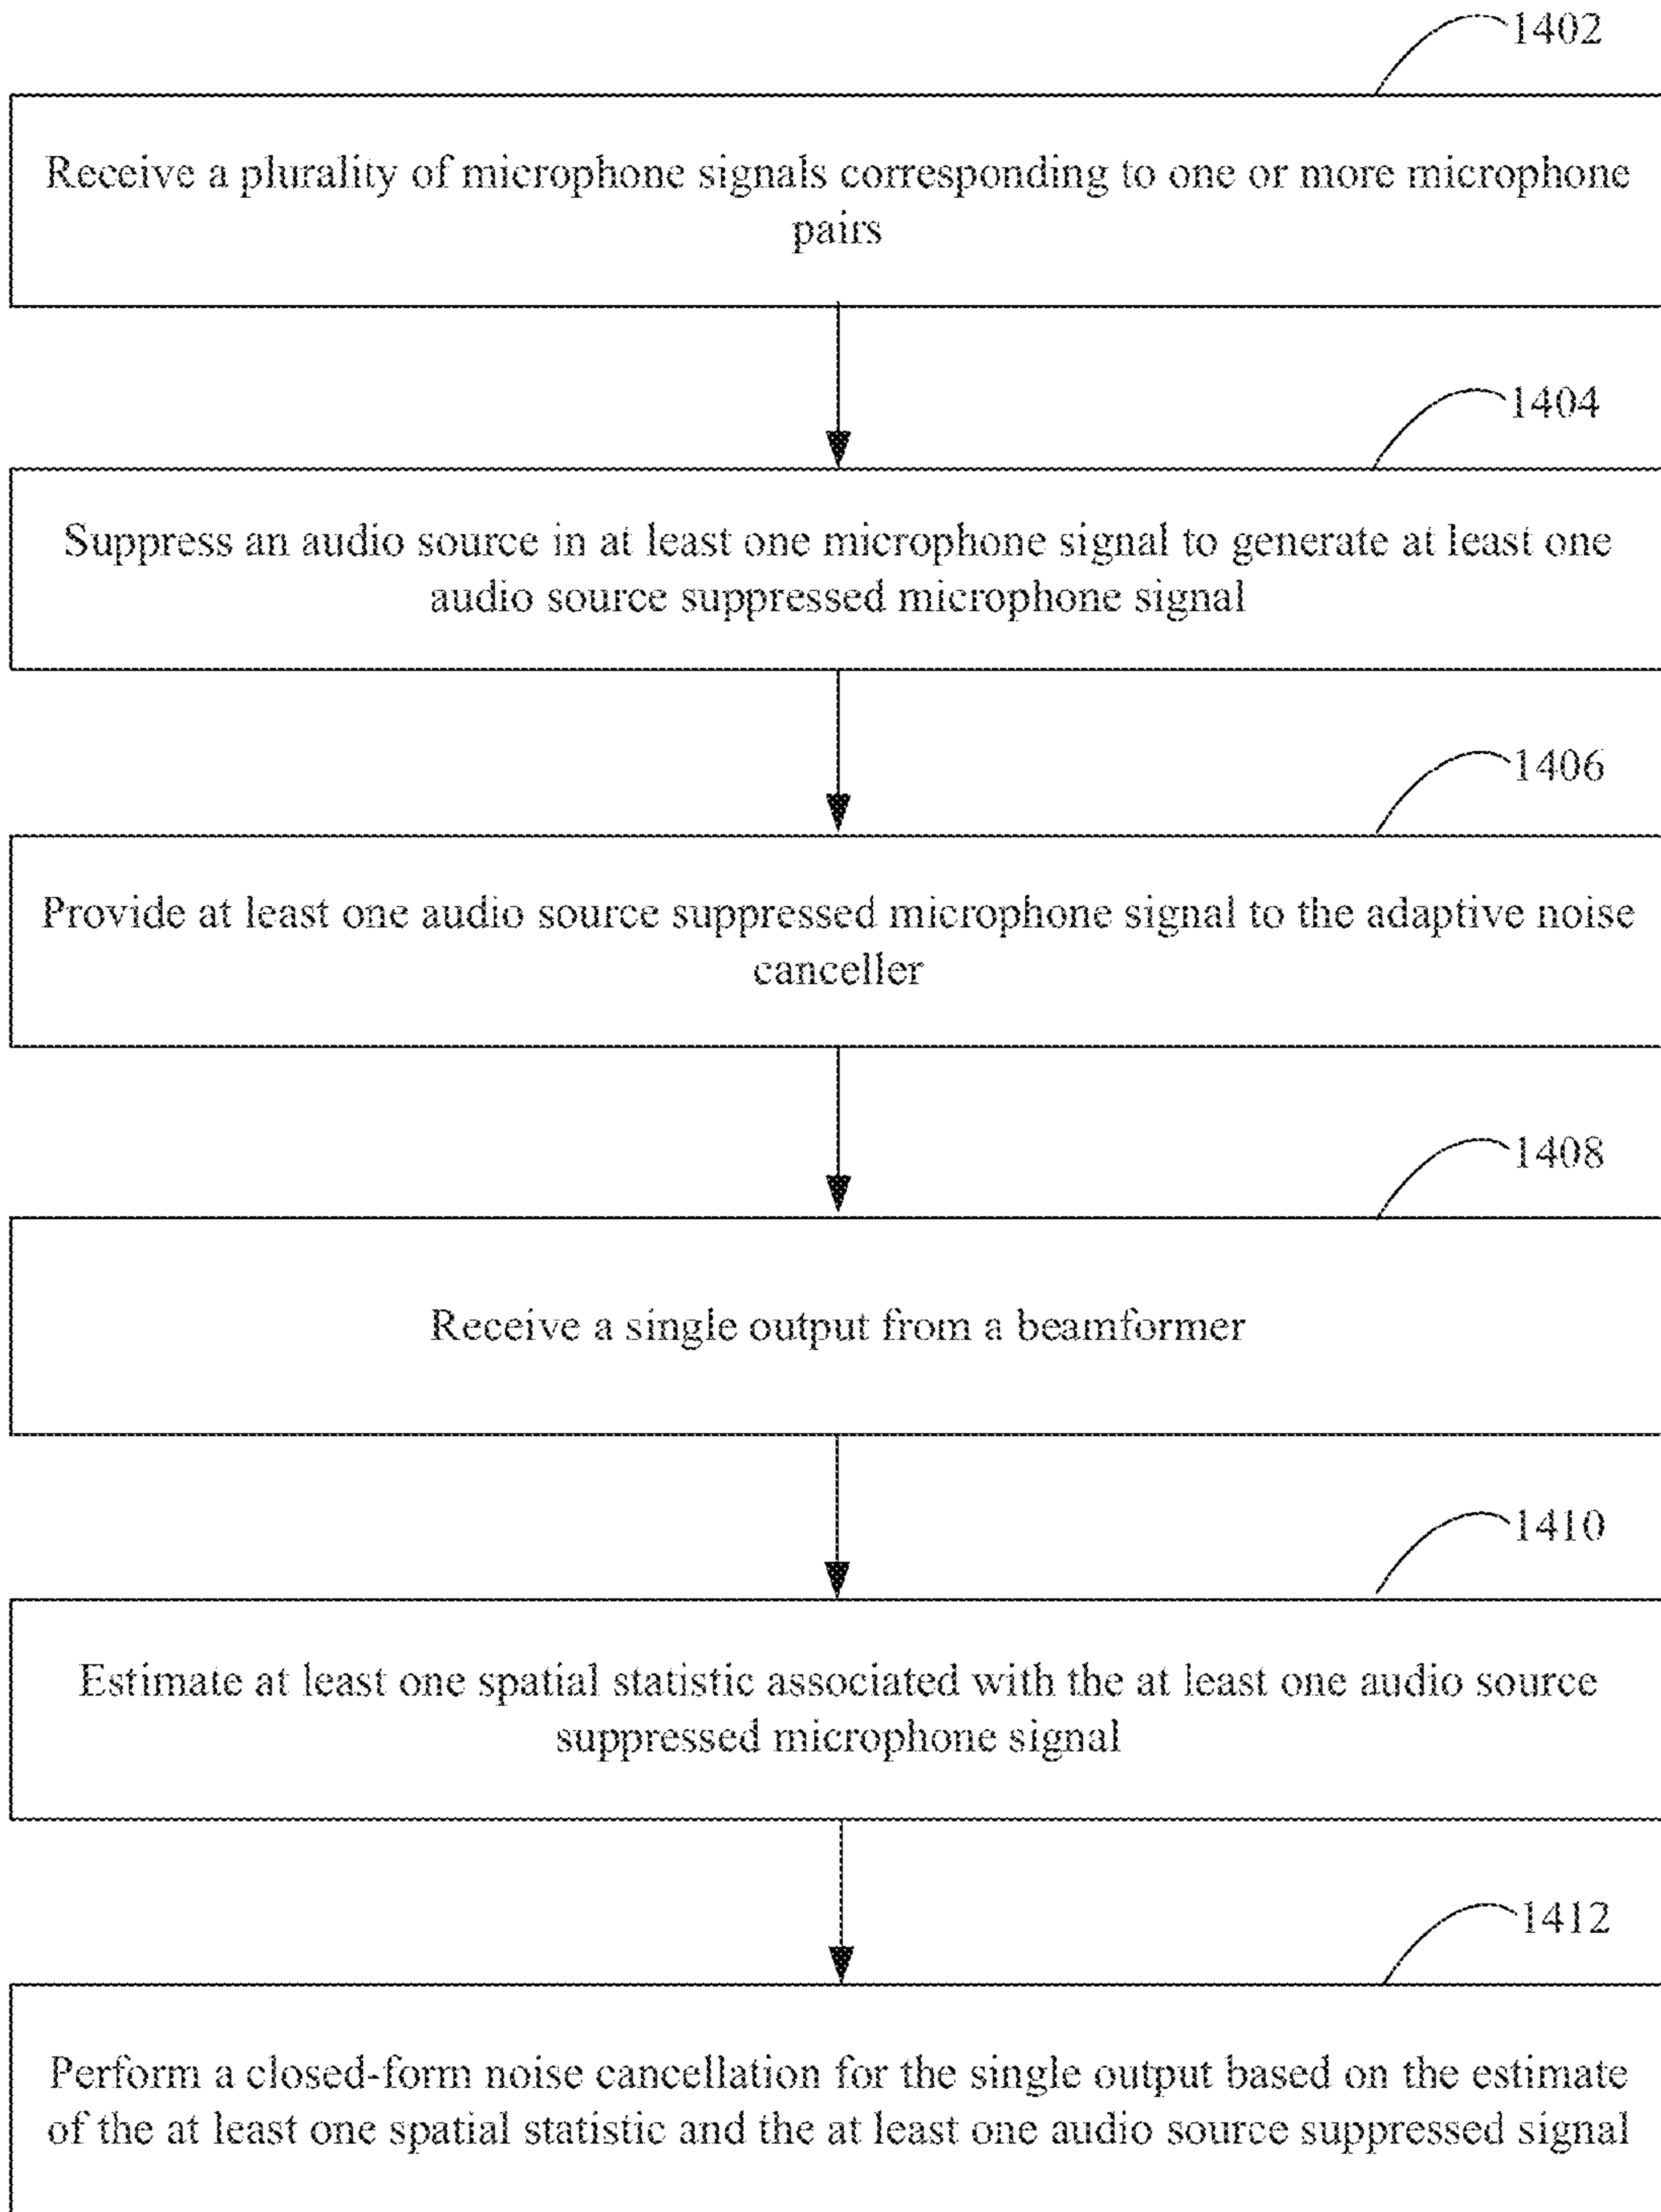 1402
Receive a plurality of microphone signals corresponding to one or more microphone
pairs
1404
Suppress an audio source in at least one microphone signal to generate at least one
audio source suppressed microphone signal
1406
Provide at least one audio source suppressed microphone signal to the adaptive noise
canceller
1408
Receive a single output from a beamformer
1410
Estimate at least one spatial statistic associated with the at least one audio source
suppressed microphone signal
1412
Perform a closed-form noise cancellation for the single output based on the estimate
of the at least one spatial statistic and the at least one audio source suppressed signal